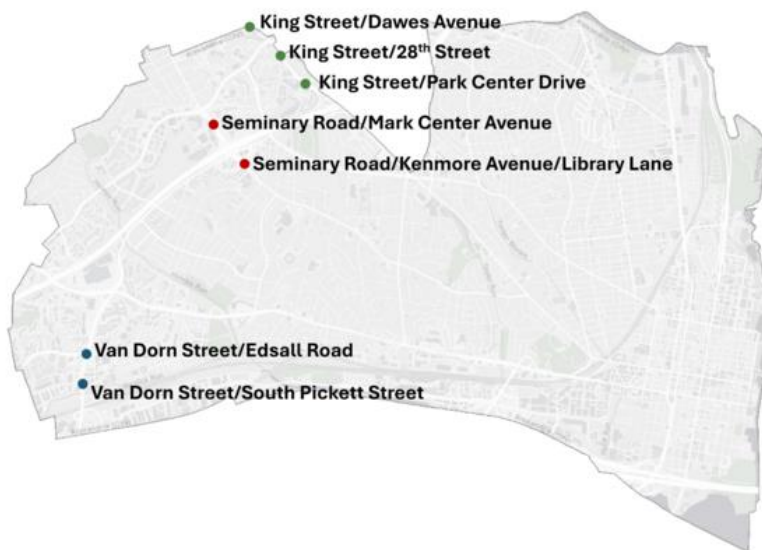 King Street/Dawes Avenue
King Street/28th Street
King Street/Park Center Drive
Seminary Road/Mark Center Avenue
Seminary Road/Kenmore Avenue/Library Lane
Van Dorn Street/Edsall Road
Van Dorn Street/South Pickett Street